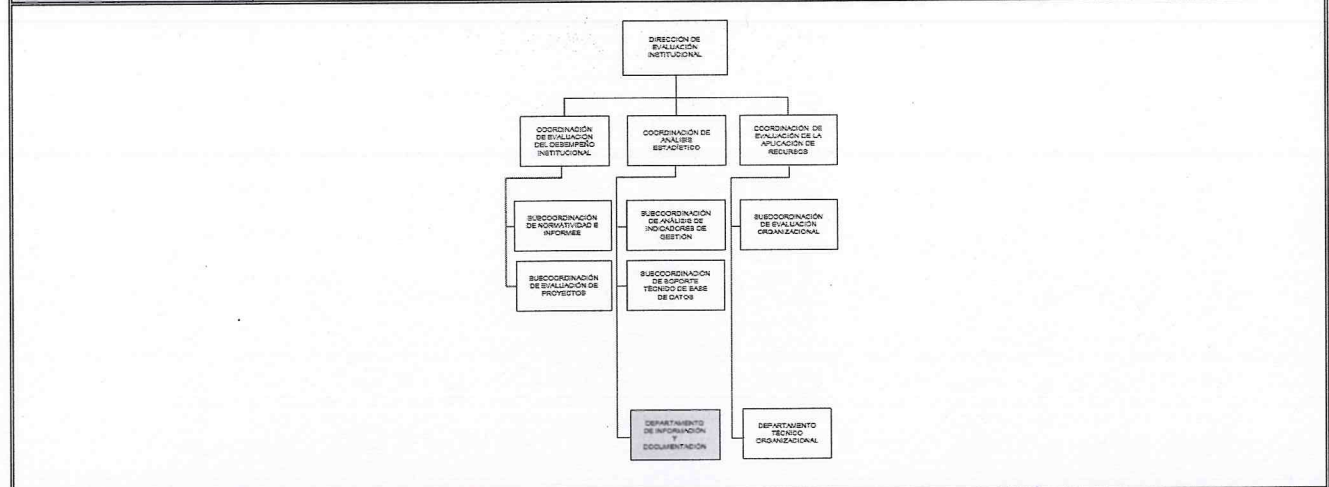 DIRECCIÓN DE
EVALUACIÓN
INSTITUCIONAL
COORDINACIÓN
DE EVALUACIÓN
DEL DESEMPEÑO
INSTITUCIONAL
COORDINACIÓN DE
ANÁLISIS
ESTADÍSTICO
COORDINACIÓN DE
EVALUACIÓN DE LA
APLICACIÓN DE
RECURSOS
SUBCOORDINACIÓN
DE NORMATIVIDAD E
INFORMES
SUBCOORDINACIÓN
DE ANÁLISIS DE
INDICADORES DE
GESTIÓN
SUBCOORDINACIÓN
DE EVALUACIÓN
ORGANIZACIONAL
SUBCOORDINACIÓN
DE EVALUACIÓN DE
PROYECTOS
SUBCOORDINACIÓN
DE SOPORTE
TÉCNICO DE BASE
DE DATOS
DEPARTAMENTO
DE INFORMACIÓN
Y
DOCUMENTACIÓN
DEPARTAMENTO
TÉCNICO
ORGANIZACIONAL